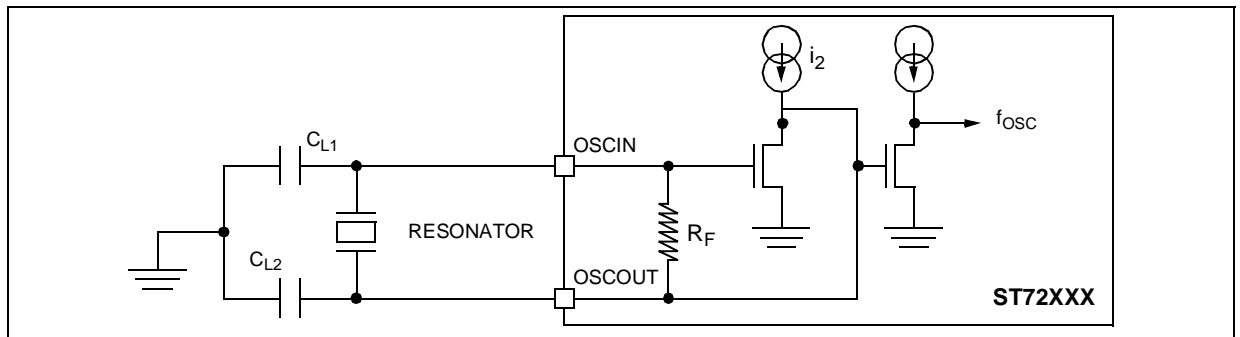 i2
fOSC
CL1
OSCIN
RESONATOR
RF
CL2
OSCOUT
ST72XXX